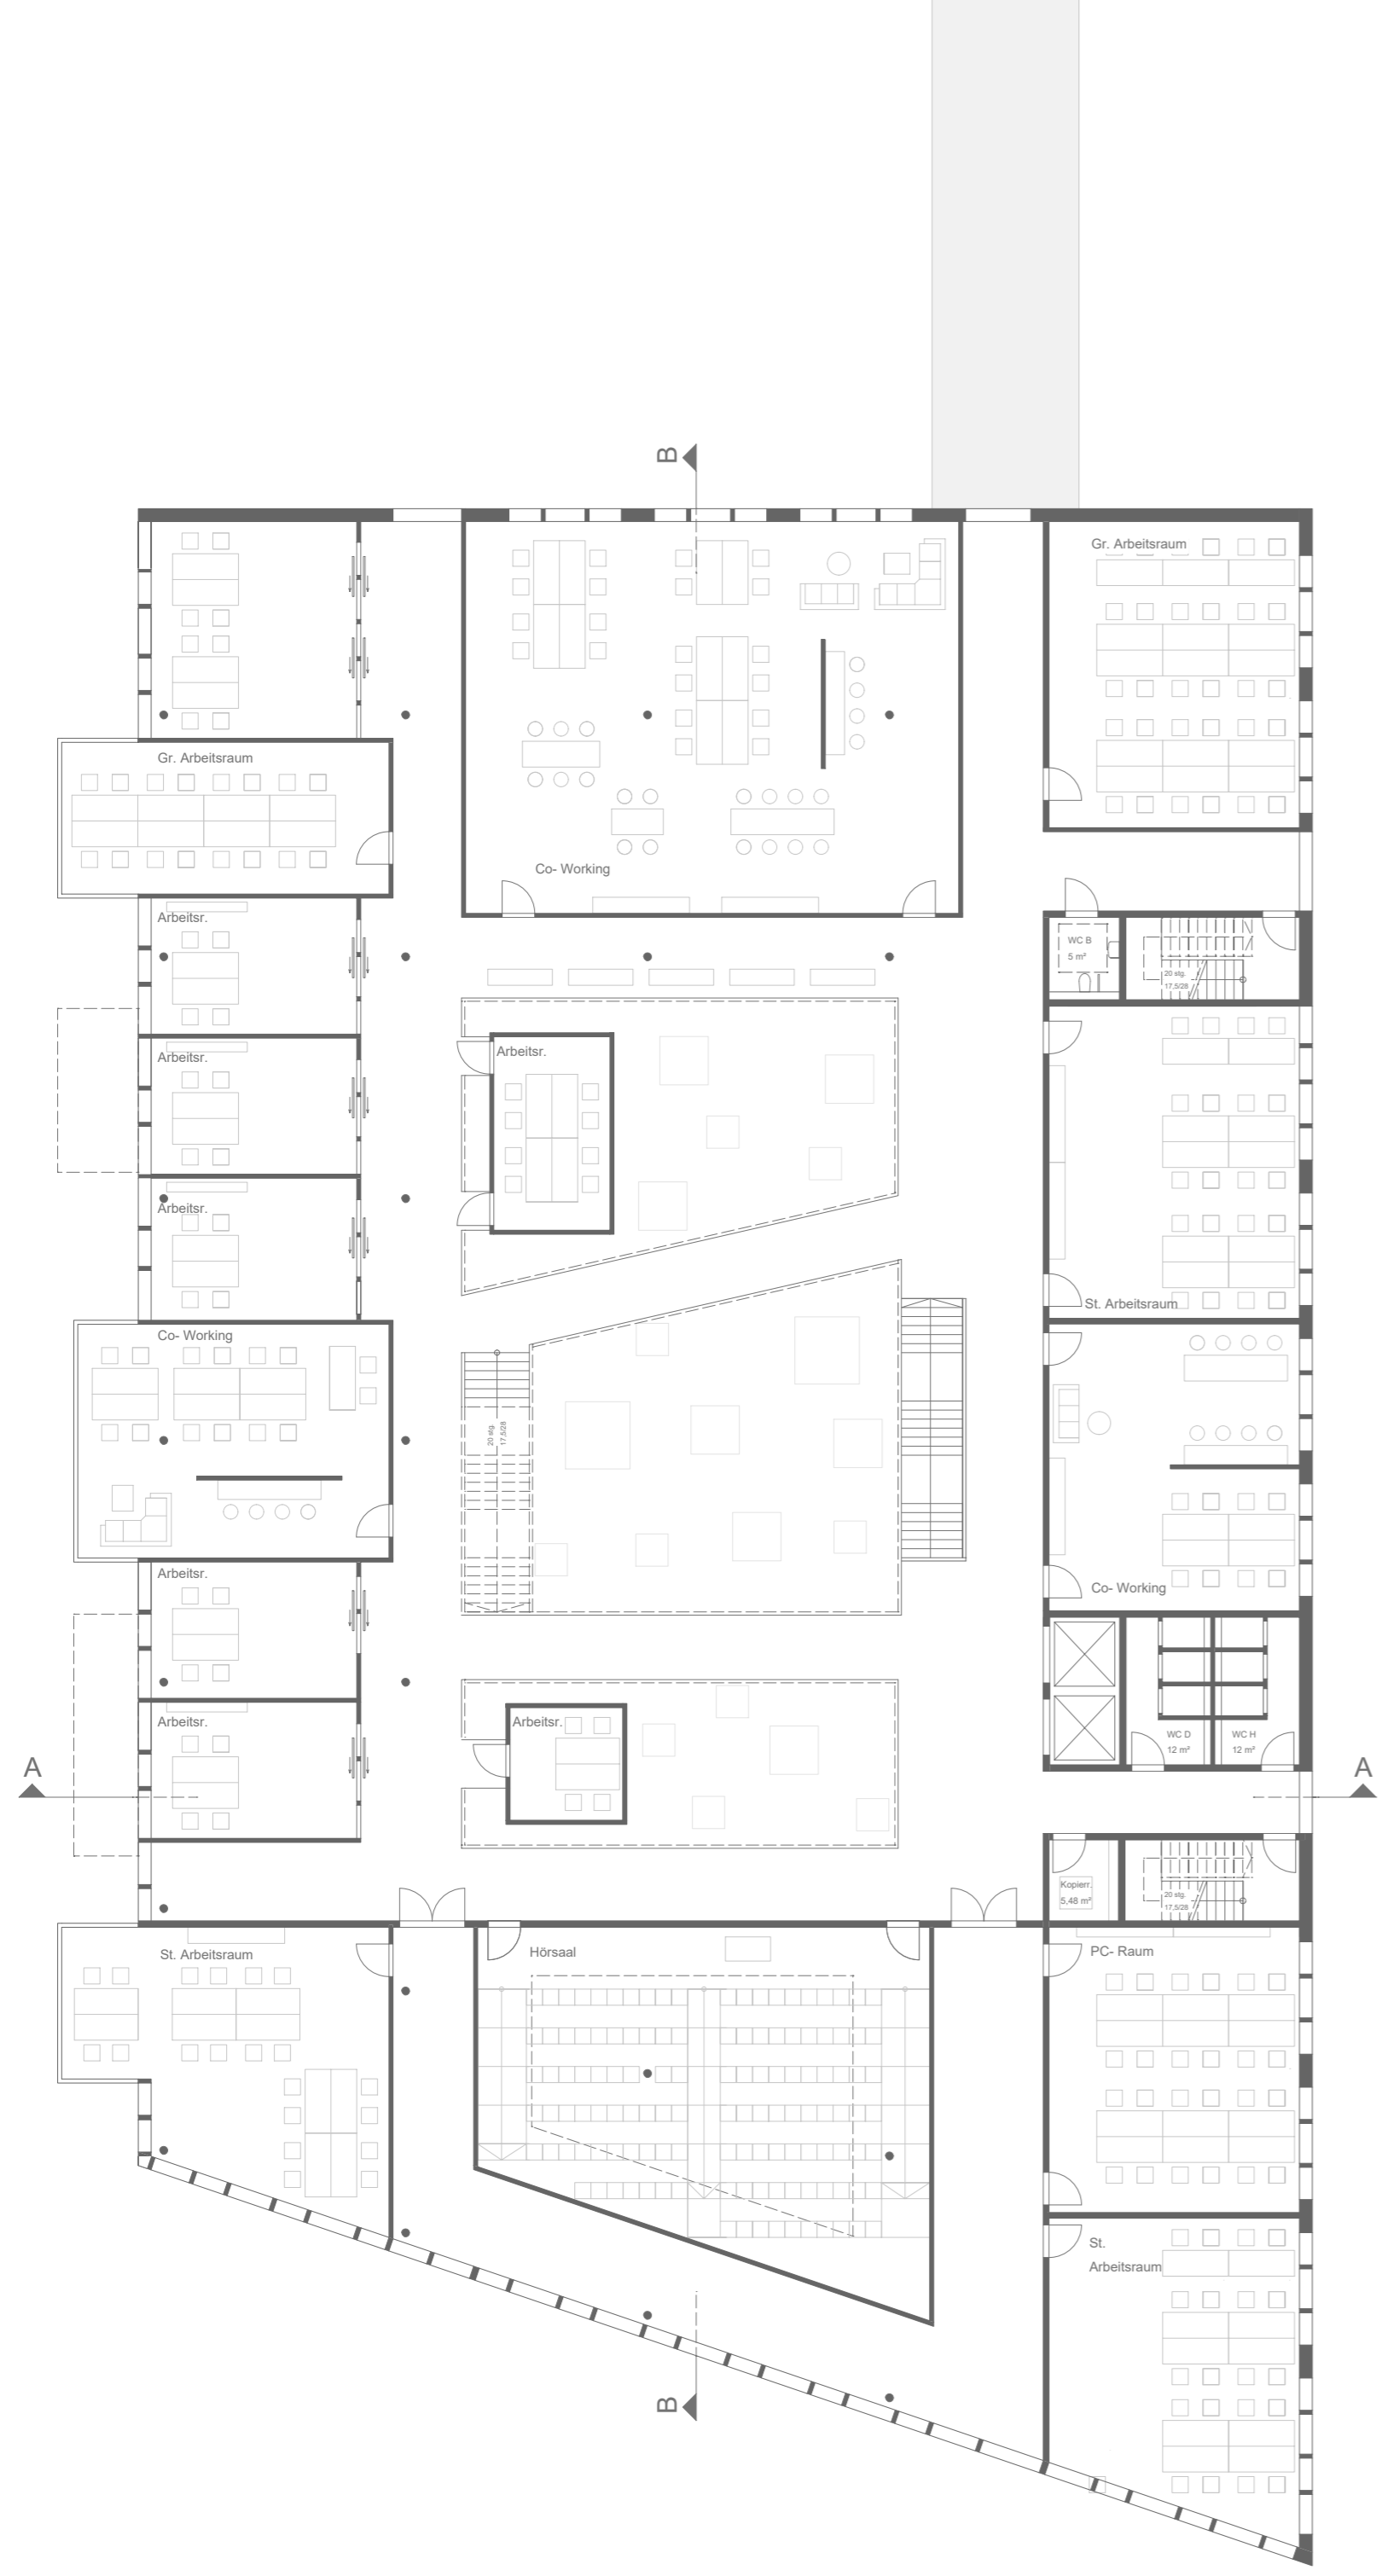 B
Gr. Arbeitsraum
Gr. Arbeitsraum
Co- Working
Arbeitsr.
WC B
5 m²
20 stg.
17,5/28
Arbeitsr.
Arbeitsr.
Arbeitsr.
St. Arbeitsraum
Co- Working
20 stg.
17,5/28
Arbeitsr.
Co- Working
Arbeitsr.
Arbeitsr.
WC D
12 m²
WC H
12 m²
A
A
Kopierr.
5,48 m²
20 stg.
17,5/28
St. Arbeitsraum
Hörsaal
PC- Raum
St.
Arbeitsraum
B